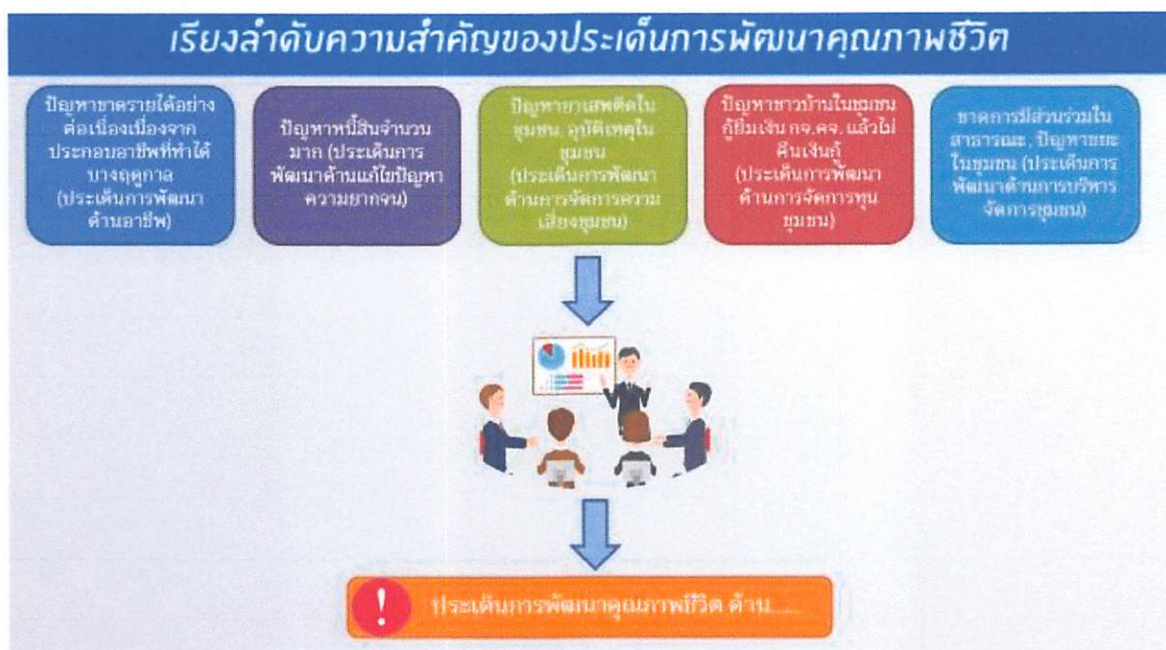 เรียงลำดับความสำคัญของประเด็นการพัฒนาคุณภาพชีวิต
ปัญหาขาดรายได้อย่าง
ต่อเนื่องเนื่องจาก
ประกอบอาชีพที่ทำได้
บางฤดูกาล
(ประเด็นการพัฒนา
ด้านอาชีพ)
ปัญหาหนี้สินจำนวน
มาก (ประเด็นการ
พัฒนาด้านแก้ไขปัญหา
ความยากจน)
ปัญหายาเสพติดใน
ชุมชน, อุบัติเหตุใน
ชุมชน
(ประเด็นการพัฒนา
ด้านการจัดการความ
เสี่ยงชุมชน)
ปัญหาชาวบ้านในชุมชน
กู้ยืมเงิน กข.คจ. แล้วไม่
คืนเงินกู้
(ประเด็นการพัฒนา
ด้านการจัดการทุน
ชุมชน)
ขาดการมีส่วนร่วมใน
สาธารณะ, ปัญหาขยะ
ในชุมชน (ประเด็นการ
พัฒนาด้านการบริหาร
จัดการชุมชน)
! ประเด็นการพัฒนาคุณภาพชีวิต ด้าน......